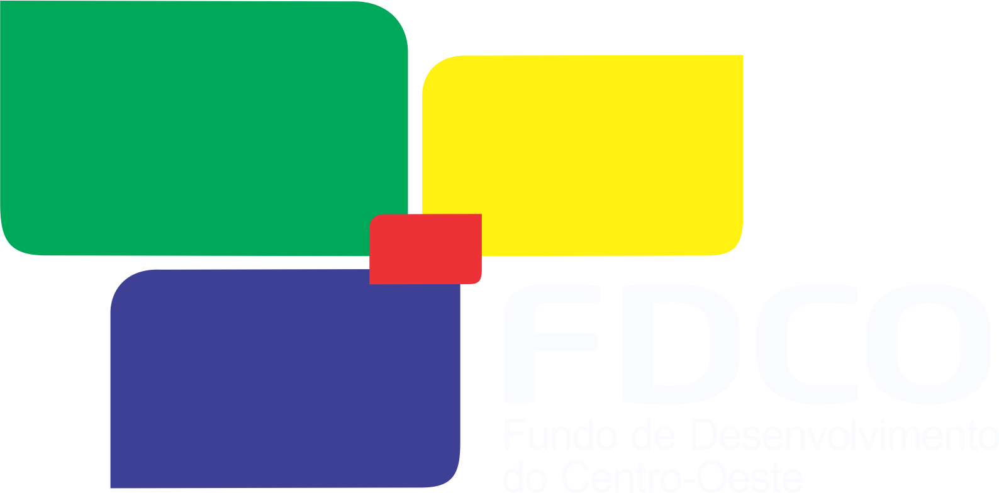 FDCO
Fundo de Desenvolvimento
do Centro-Oeste